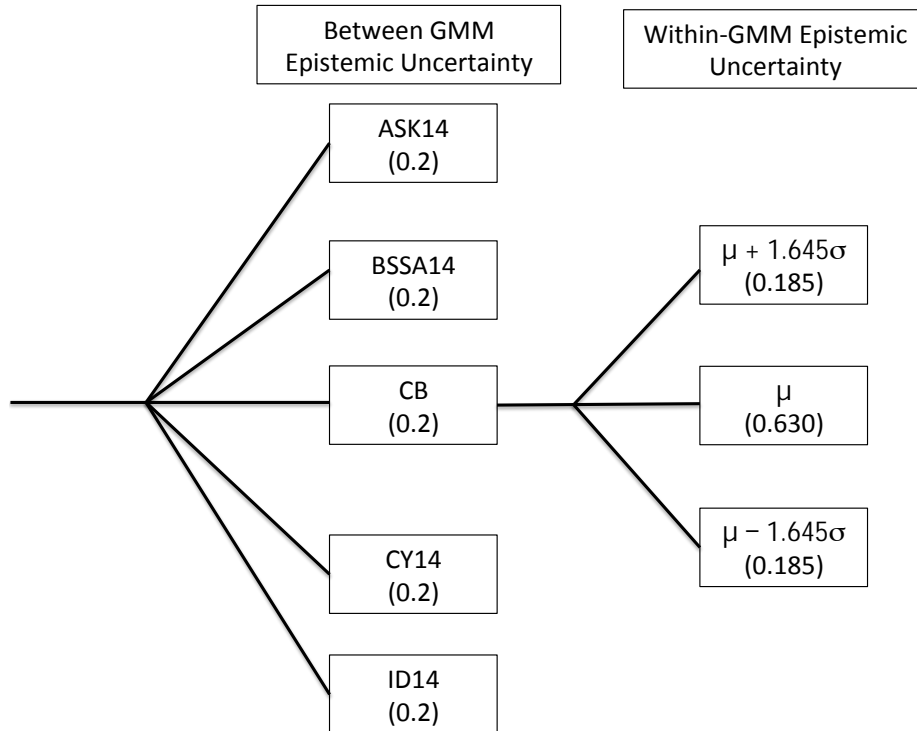 Between GMM
Epistemic Uncertainty
Within-GMM Epistemic
Uncertainty
ASK14
(0.2)
BSSA14
(0.2)
CB
(0.2)
CY14
(0.2)
ID14
(0.2)
μ + 1.645σ
(0.185)
μ
(0.630)
μ − 1.645σ
(0.185)